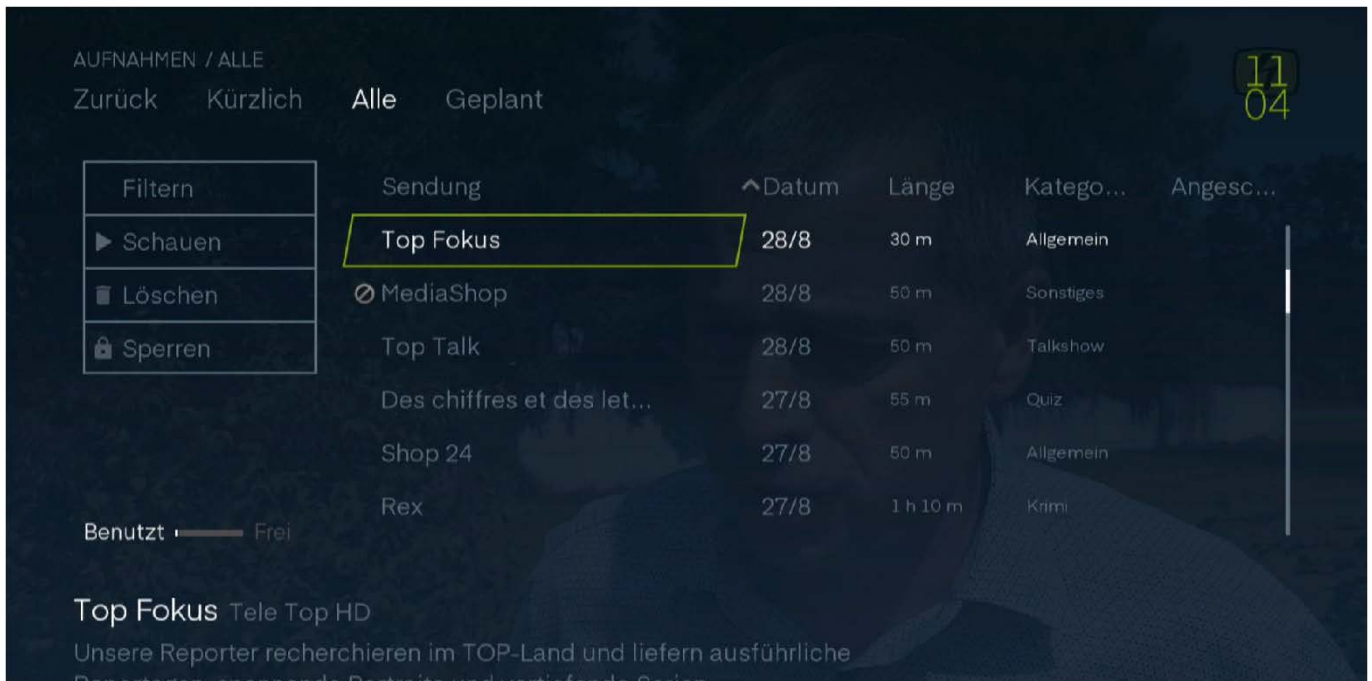 AUFNAHMEN / ALLE
Zurück Kürzlich Alle Geplant
11
04
Filtern
Schauen
Löschen
Sperren
Sendung Datum Länge Katego... Angesc...
Top Fokus 28/8 30 m Allgemein
MediaShop 28/8 50 m Sonstiges
Top Talk 28/8 50 m Talkshow
Des chiffres et des let... 27/8 55 m Quiz
Shop 24 27/8 50 m Allgemein
Rex 27/8 1 h 10 m Krimi
Benutzt Frei
Top Fokus Tele Top HD
Unsere Reporter recherchieren im TOP-Land und liefern ausführliche